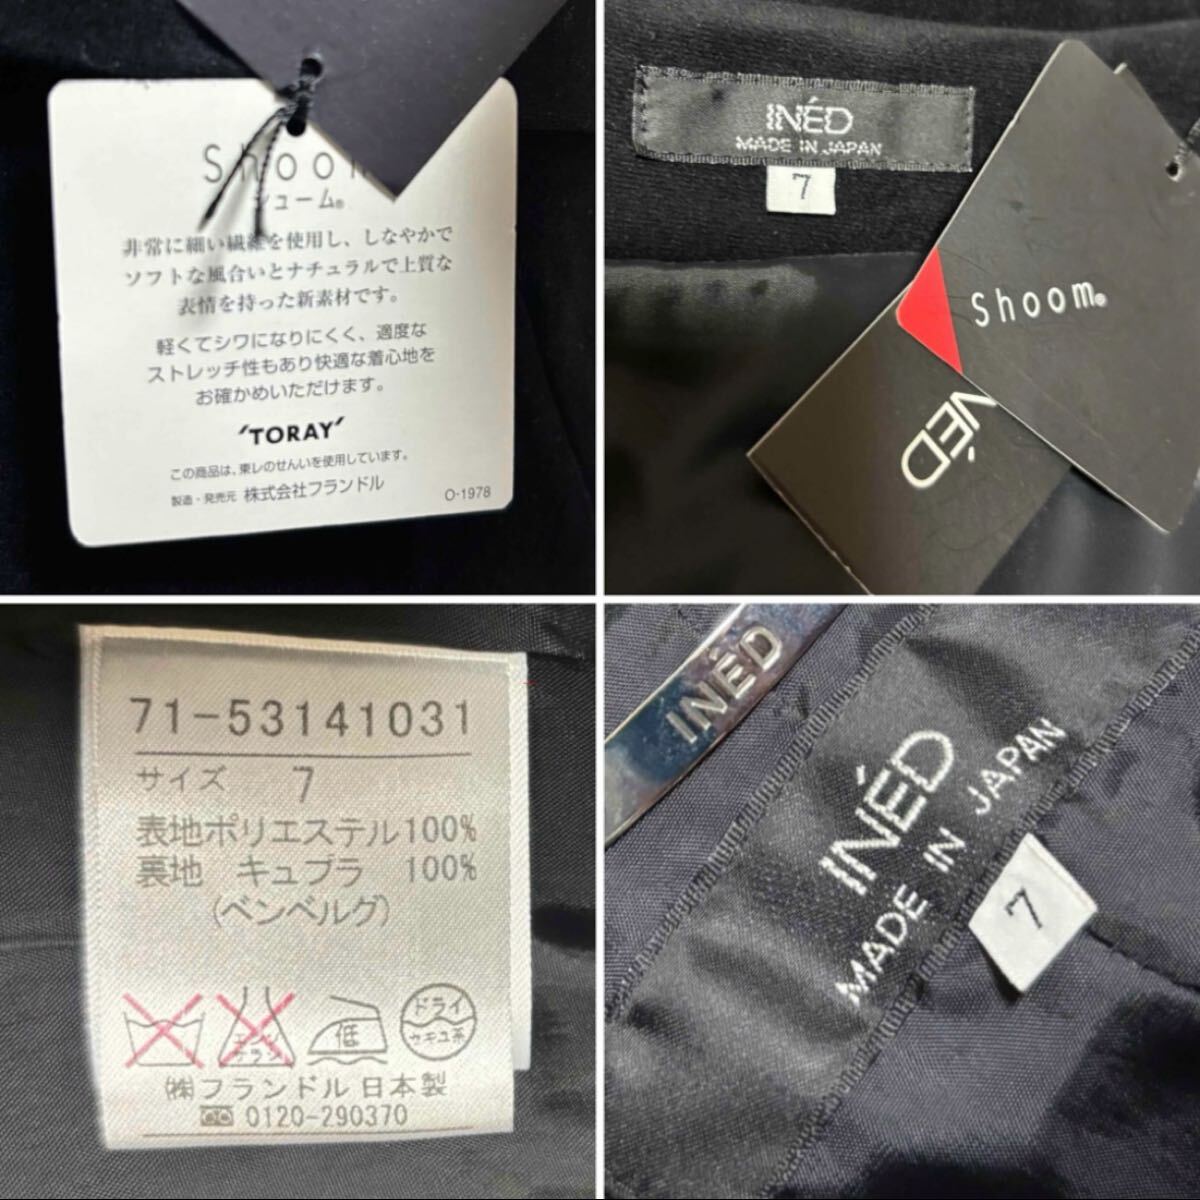 Shoom
シューム®
非常に細い繊維を使用し、しなやかで
ソフトな風合いとナチュラルで上質な
表情を持った新素材です。
軽くてシワになりにくく、適度な
ストレッチ性もあり快適な着心地を
お確かめいただけます。
'TORAY'
この商品は、東レのせんいを使用しています。
製造・発売元 株式会社フランドル
O-1978
INÉD
MADE IN JAPAN
7
Shoom®
NÉD
71-53141031
サイズ 7
表地ポリエステル100%
裏地 キュプラ 100%
(ベンベルグ)
エンソ
サラシ
低
ドライ
セキユ系
㈱フランドル 日本製
0120-290370
INÉD
INÉD
MADE IN JAPAN
7